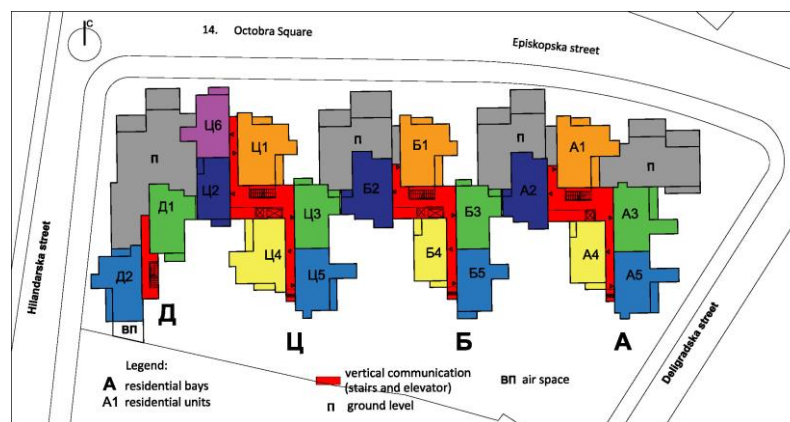 C
14. Octobra Square
Episkopska street
Hilandarska street
Deligradska street
Ц6
Ц1
П
Б1
П
А1
П
П
Ц2
Б2
А2
Д1
Ц3
Б3
А3
Д2
Ц4
Б4
А4
Ц5
Б5
А5
ВП
Д
Ц
Б
А
Legend:
А residential bays
А1 residential units
vertical communication
(stairs and elevator)
П ground level
ВП air space